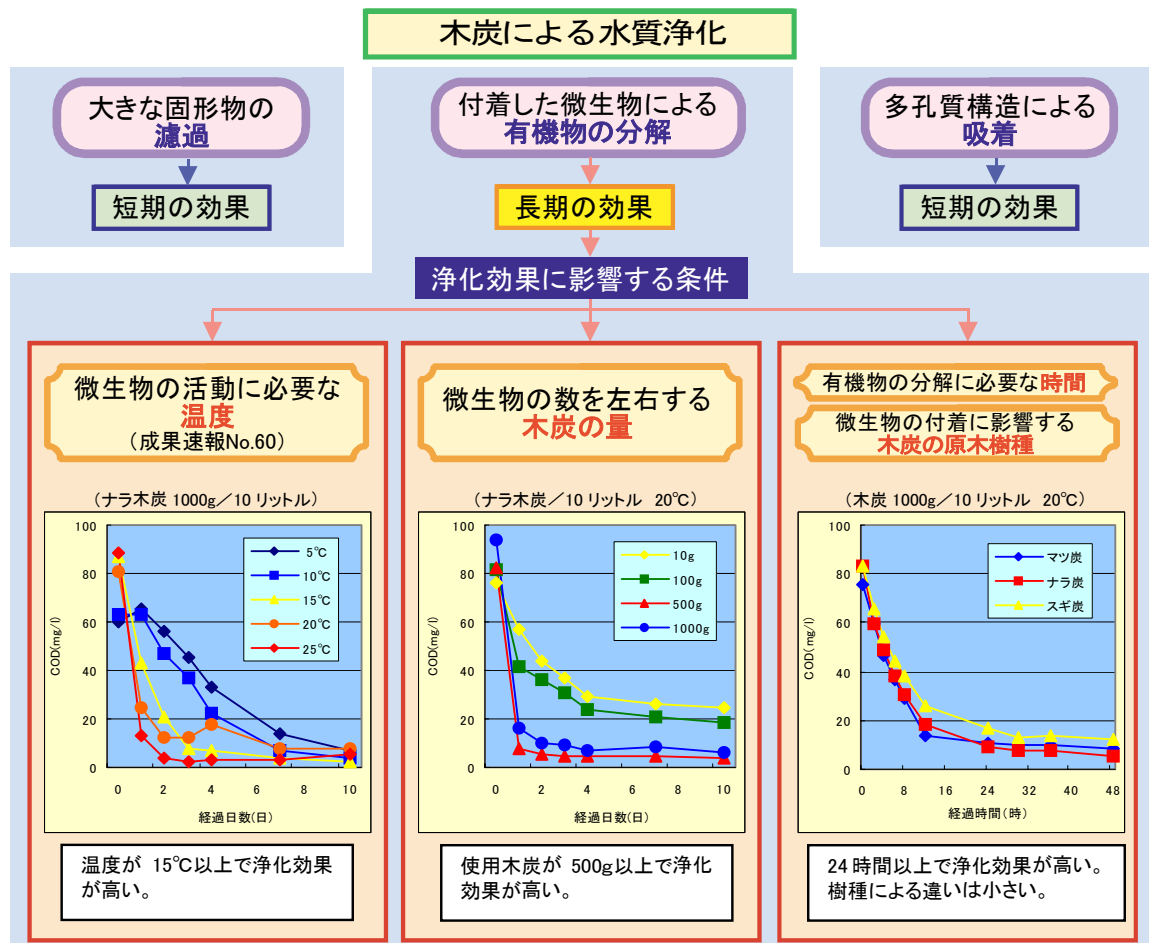 木炭による水質浄化
大きな固形物の
濾過
短期の効果
付着した微生物による
有機物の分解
長期の効果
多孔質構造による
吸着
短期の効果
浄化効果に影響する条件
微生物の活動に必要な
温度
(成果速報No.60)
(ナラ木炭 1000g/10 リットル)
100
80
60
40
20
0
COD(mg/l)
5℃
10℃
15℃
20℃
25℃
0 2 4 6 8 10
経過日数(日)
温度が 15℃以上で浄化効果
が高い。
微生物の数を左右する
木炭の量
(ナラ木炭/10 リットル 20℃)
100
80
60
40
20
0
COD(mg/l)
10g
100g
500g
1000g
0 2 4 6 8 10
経過日数(日)
使用木炭が 500g以上で浄化
効果が高い。
有機物の分解に必要な時間
微生物の付着に影響する
木炭の原木樹種
(木炭 1000g/10 リットル 20℃)
100
80
60
40
20
0
COD(mg/l)
マツ炭
ナラ炭
スギ炭
0 8 16 24 32 40 48
経過時間(時)
24 時間以上で浄化効果が高い。
樹種による違いは小さい。